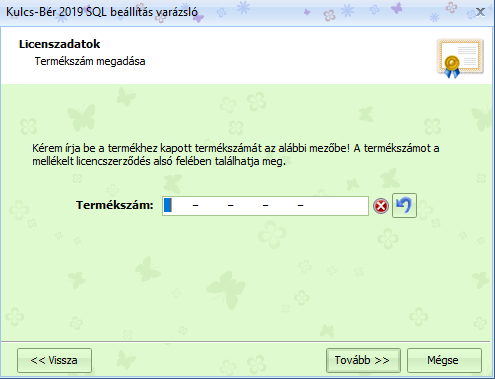 Kulcs-Bér 2019 SQL beállítás varázsló
Licenszadatok
Termékszám megadása
Kérem írja be a termékhez kapott termékszámát az alábbi mezőbe! A termékszámot a
mellékelt licencszerződés alsó felében találhatja meg.
Termékszám: – – – –
<< Vissza Tovább >> Mégse